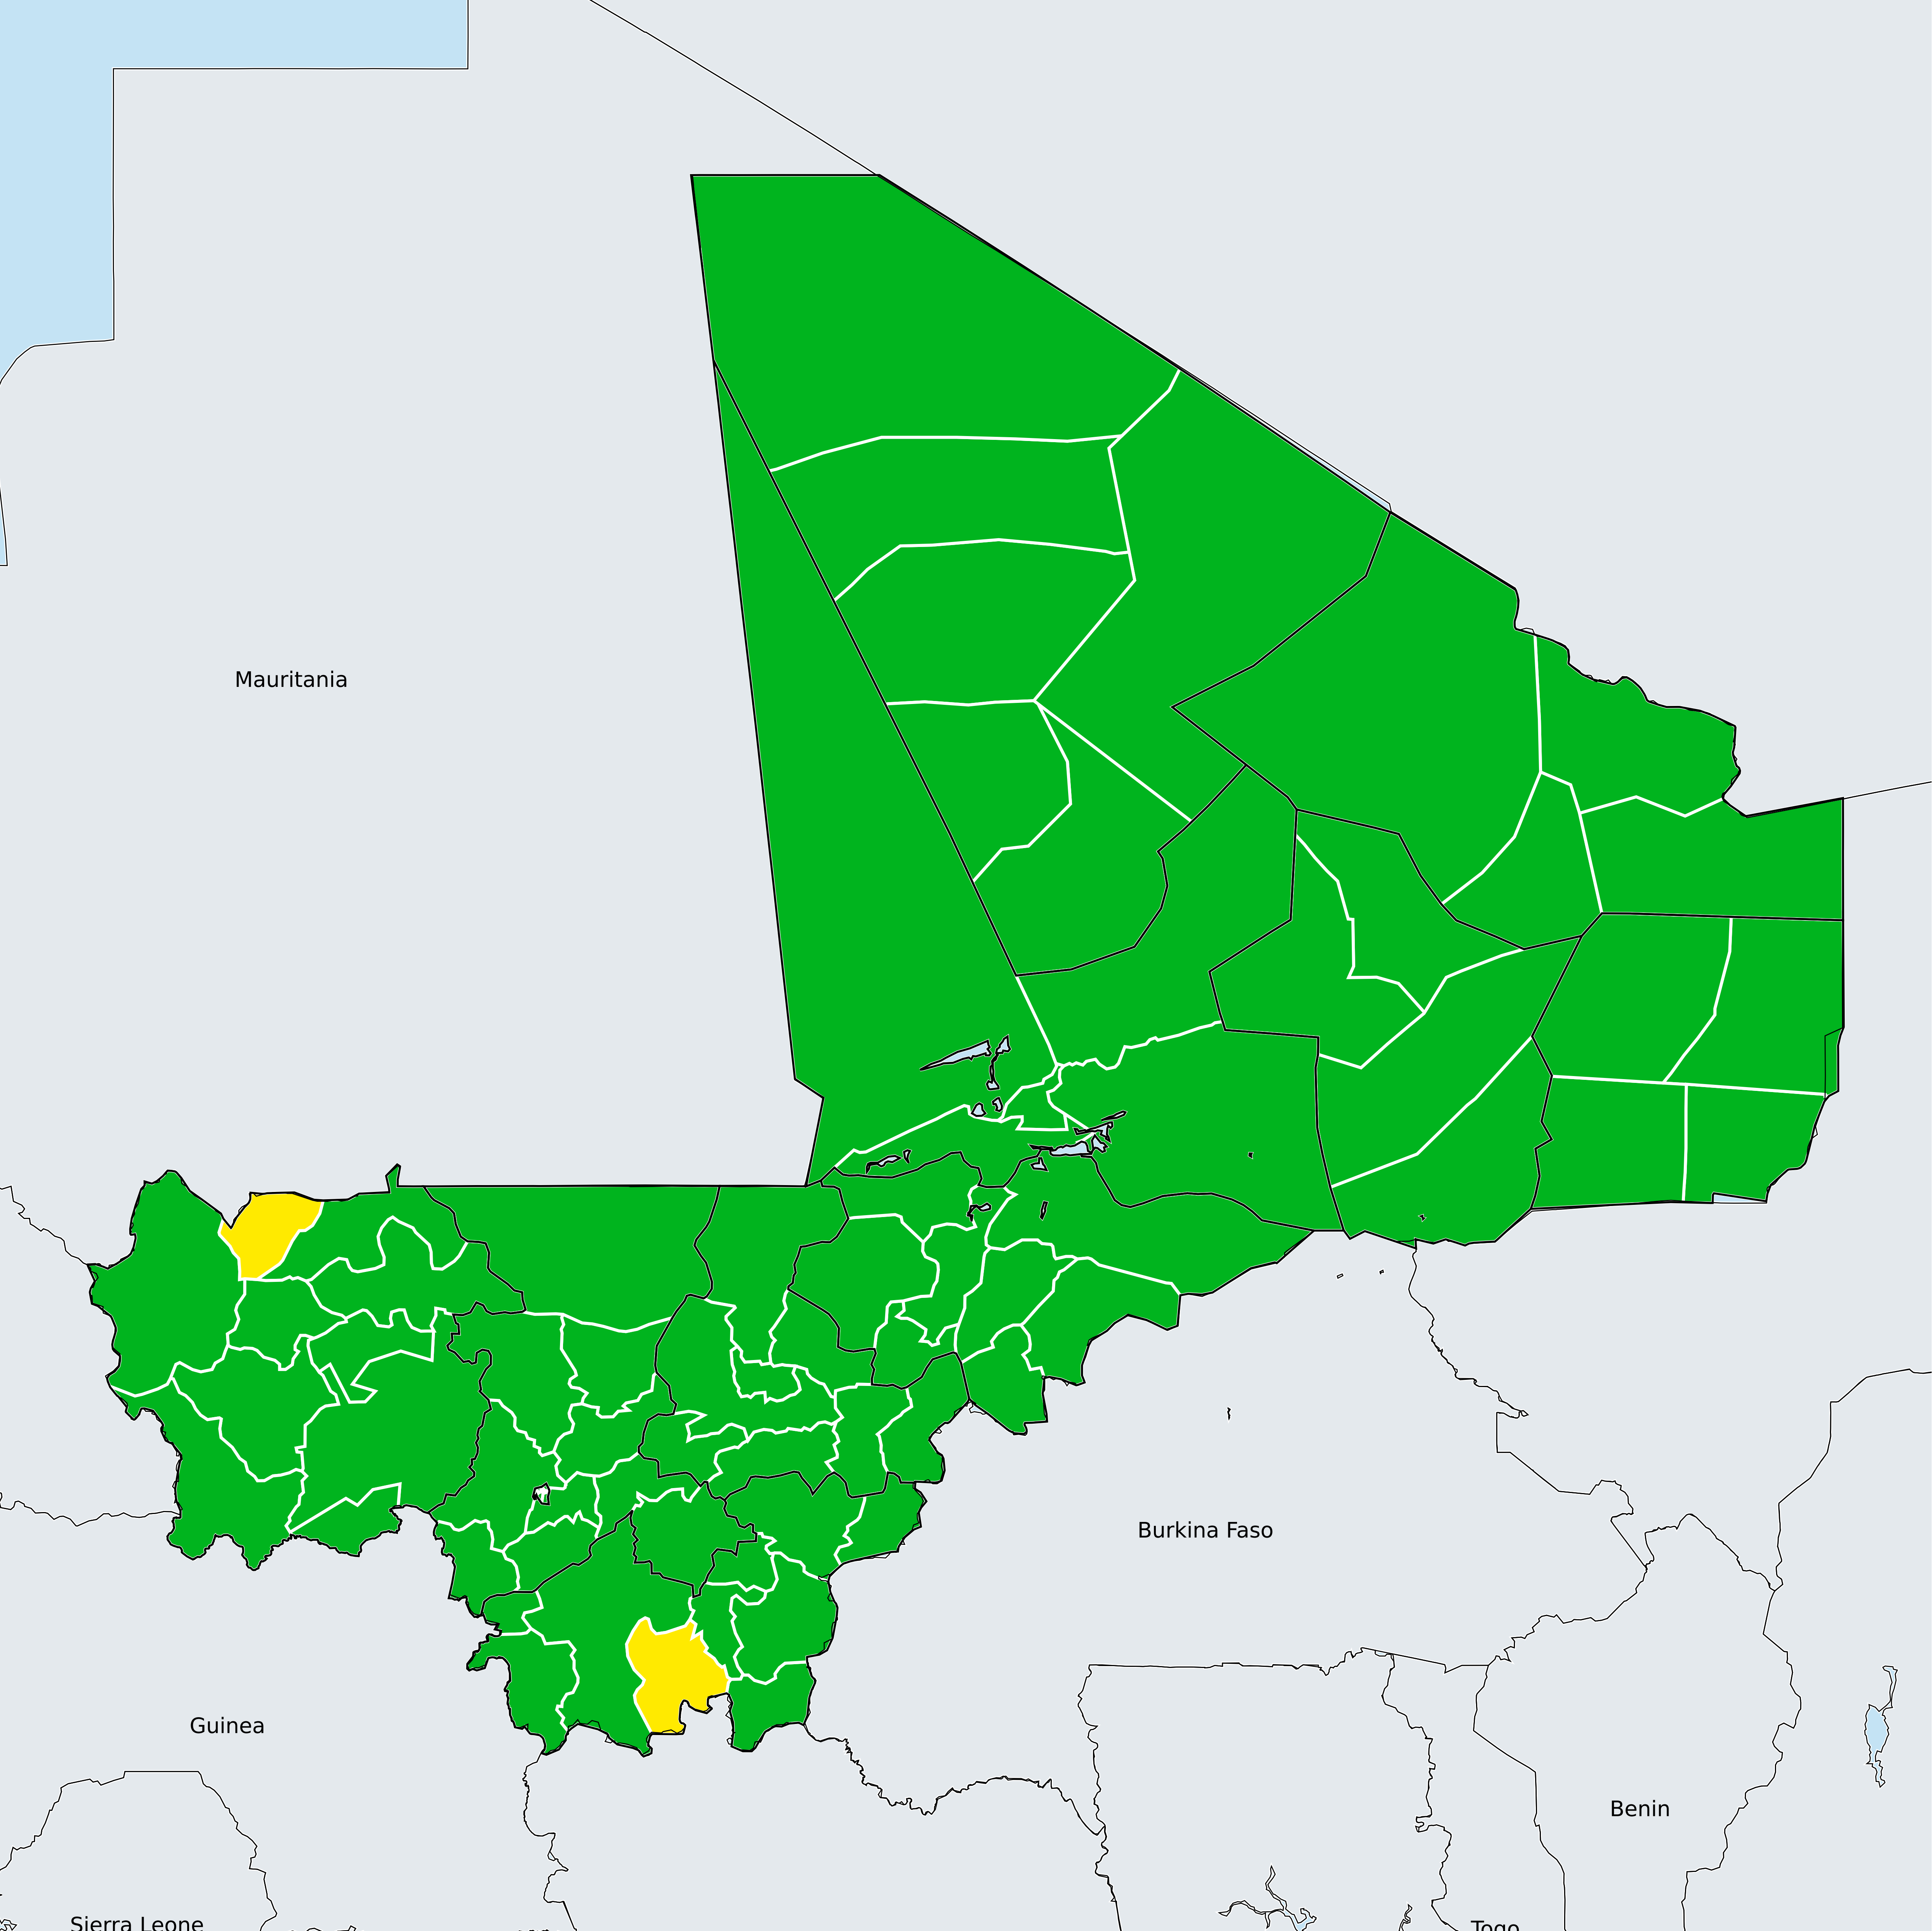 Mauritania
Burkina Faso
Guinea
Benin
Sierra Leone
Togo